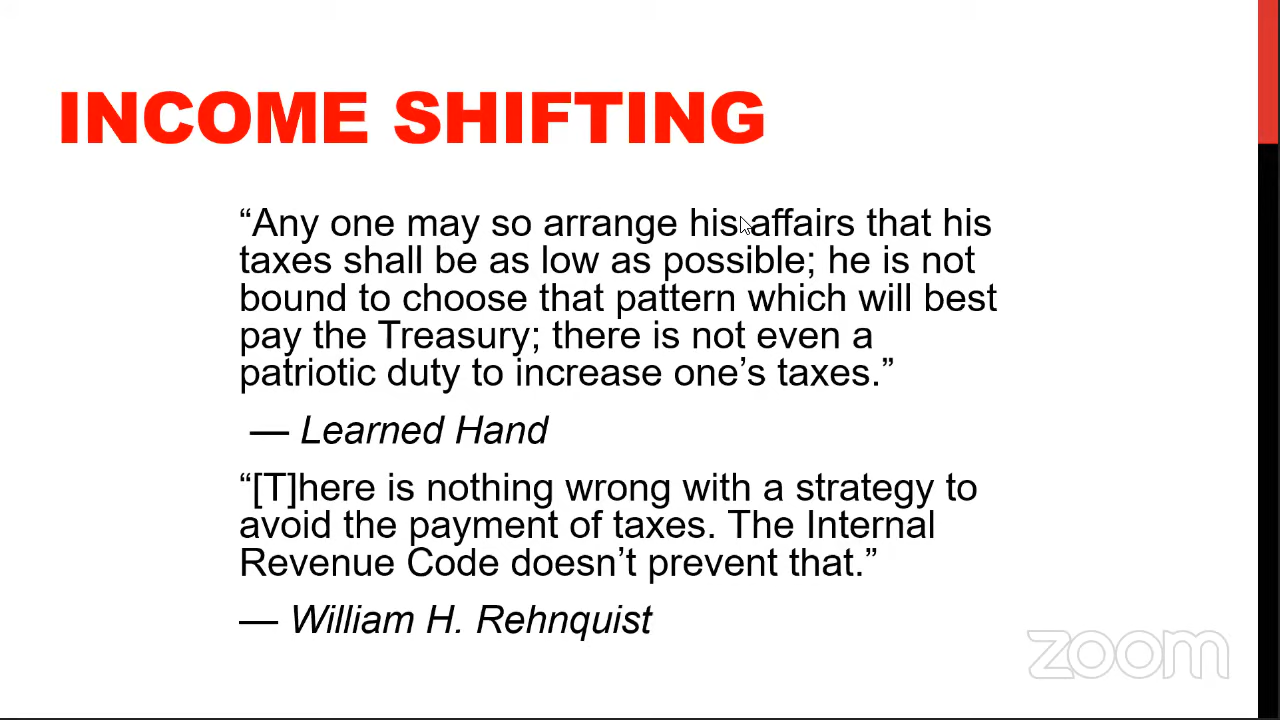 INCOME SHIFTING
“Any one may so arrange his affairs that his
taxes shall be as low as possible; he is not
bound to choose that pattern which will best
pay the Treasury; there is not even a
patriotic duty to increase one’s taxes.”
— Learned Hand
“[T]here is nothing wrong with a strategy to
avoid the payment of taxes. The Internal
Revenue Code doesn’t prevent that.”
— William H. Rehnquist
zoom